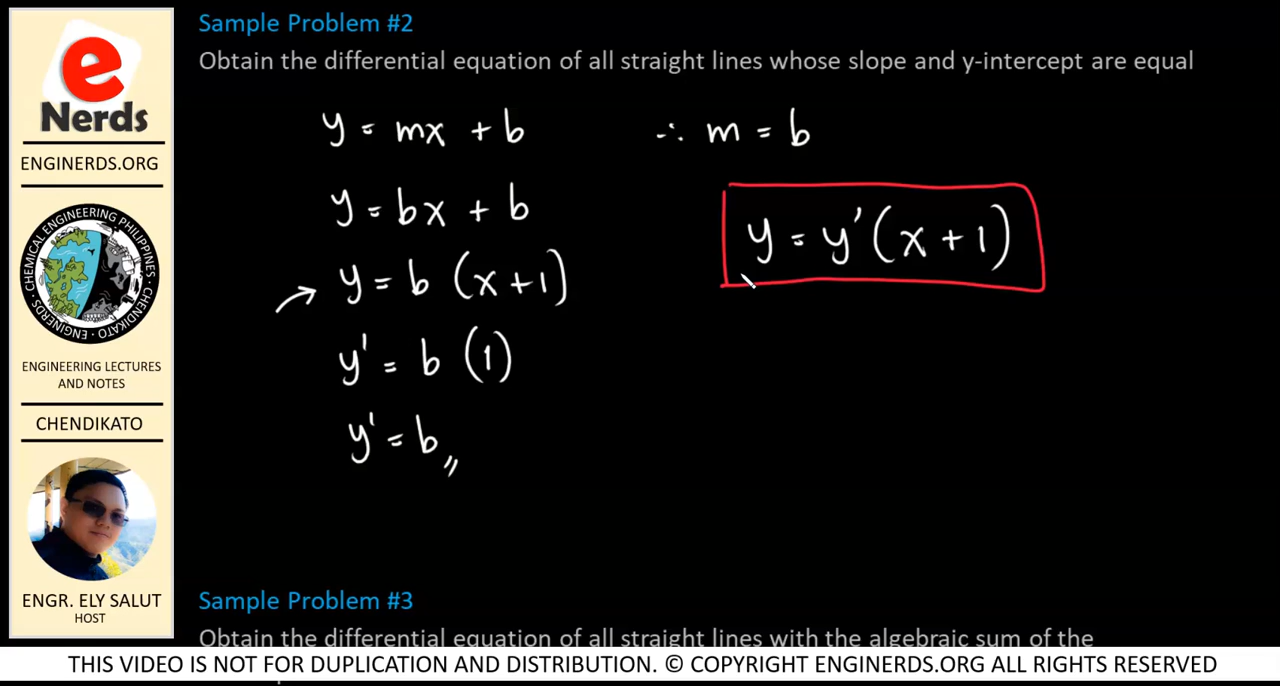 e
Nerds
ENGINERDS.ORG
CHEMICAL ENGINEERING PHILIPPINES
· CHENDIKATO ·
ENGINEERING LECTURES
AND NOTES
CHENDIKATO
ENGR. ELY SALUT
HOST
Sample Problem #2
Obtain the differential equation of all straight lines whose slope and y-intercept are equal
y = mx + b
∴ m = b
y = bx + b
y = b (x+1)
y' = b (1)
y' = b,,
y = y' (x + 1)
Sample Problem #3
Obtain the differential equation of all straight lines with the algebraic sum of the
THIS VIDEO IS NOT FOR DUPLICATION AND DISTRIBUTION. © COPYRIGHT ENGINERDS.ORG ALL RIGHTS RESERVED